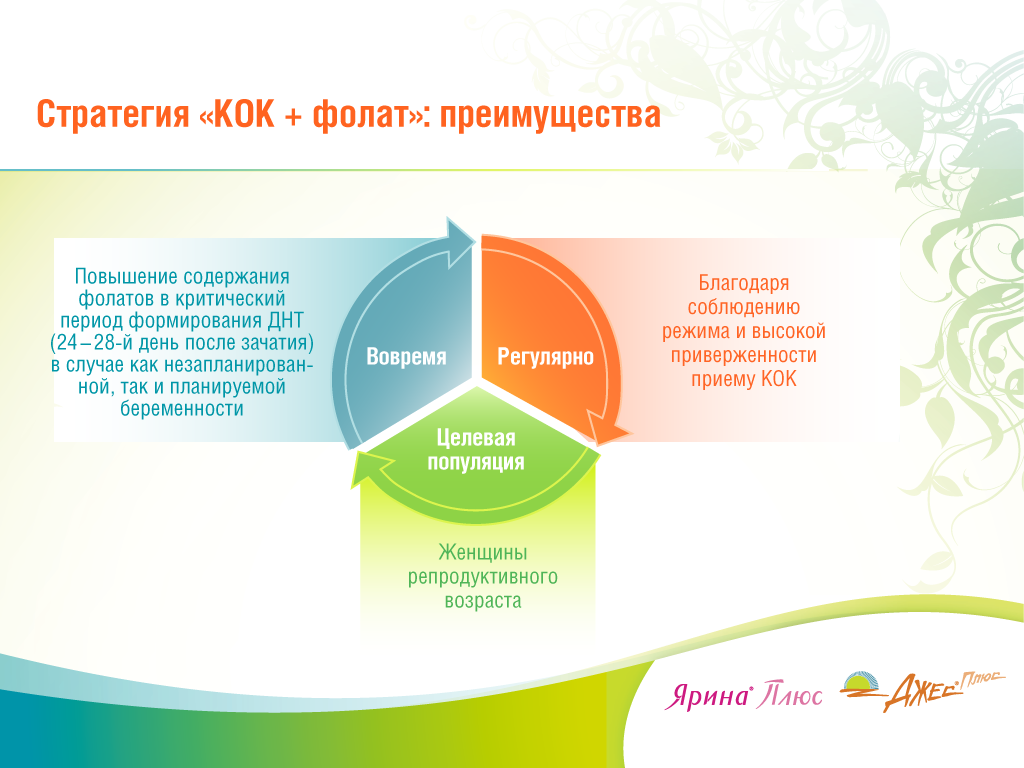 Стратегия «КОК + фолат»: преимущества
Повышение содержания
фолатов в критический
период формирования ДНТ
(24–28-й день после зачатия)
в случае как незапланирован-
ной, так и планируемой
беременности
Вовремя
Регулярно
Благодаря
соблюдению
режима и высокой
приверженности
приему КОК
Целевая
популяция
Женщины
репродуктивного
возраста
Ярина® Плюс
Джес® Плюс